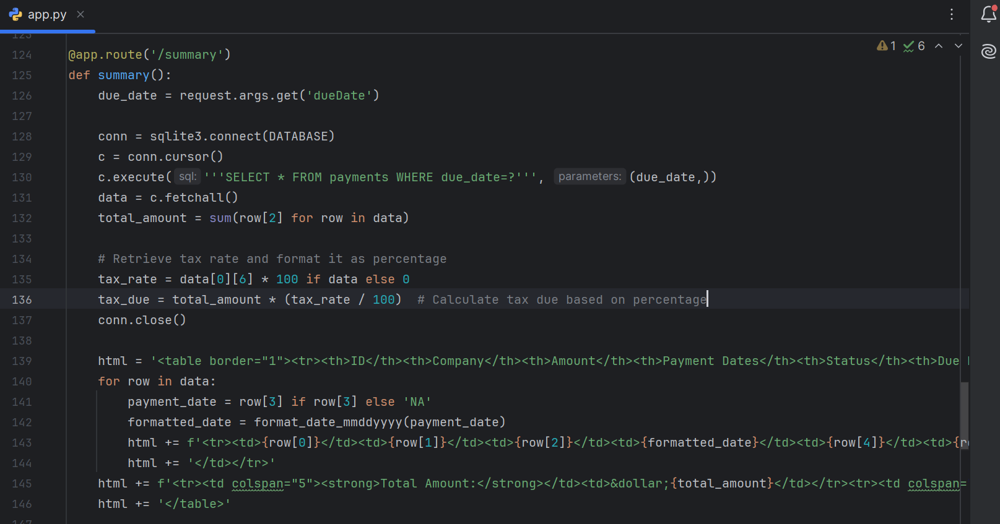 app.py
1 6
123
124 @app.route('/summary')
125 def summary():
126 due_date = request.args.get('dueDate')
127
128 conn = sqlite3.connect(DATABASE)
129 c = conn.cursor()
130 c.execute( sql: '''SELECT * FROM payments WHERE due_date=?''', parameters: (due_date,))
131 data = c.fetchall()
132 total_amount = sum(row[2] for row in data)
133
134 # Retrieve tax rate and format it as percentage
135 tax_rate = data[0][6] * 100 if data else 0
136 tax_due = total_amount * (tax_rate / 100)  # Calculate tax due based on percentage
137 conn.close()
138
139 html = '<table border="1"><tr><th>ID</th><th>Company</th><th>Amount</th><th>Payment Dates</th><th>Status</th><th>Due
140 for row in data:
141 payment_date = row[3] if row[3] else 'NA'
142 formatted_date = format_date_mmddyyyy(payment_date)
143 html += f'<tr><td>{row[0]}</td><td>{row[1]}</td><td>{row[2]}</td><td>{formatted_date}</td><td>{row[4]}</td><td>{r
144 html += '</td></tr>'
145 html += f'<tr><td colspan="5"><strong>Total Amount:</strong></td><td>&dollar;{total_amount}</td></tr><tr><td colspan=
146 html += '</table>'
147